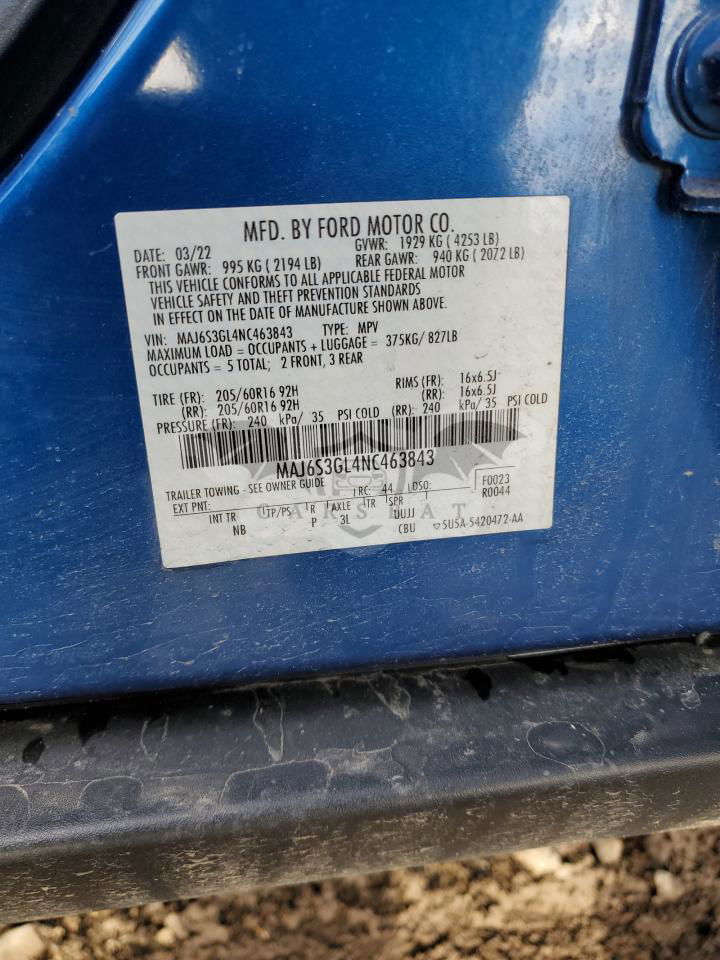 MFD. BY FORD MOTOR CO.
DATE: 03/22 GVWR: 1929 KG ( 4253 LB)
FRONT GAWR: 995 KG ( 2194 LB) REAR GAWR: 940 KG ( 2072 LB)
THIS VEHICLE CONFORMS TO ALL APPLICABLE FEDERAL MOTOR
VEHICLE SAFETY AND THEFT PREVENTION STANDARDS
IN EFFECT ON THE DATE OF MANUFACTURE SHOWN ABOVE.
VIN: MAJ6S3GL4NC463843 TYPE: MPV
MAXIMUM LOAD = OCCUPANTS + LUGGAGE = 375KG/ 827LB
OCCUPANTS = 5 TOTAL; 2 FRONT, 3 REAR
TIRE (FR): 205/60R16 92H RIMS (FR): 16x6.5J
(RR): 205/60R16 92H (RR): 16x6.5J
PRESSURE (FR): 240 kPa/ 35 PSI COLD (RR): 240 kPa/ 35 PSI COLD
MAJ6S3GL4NC463843
TRAILER TOWING - SEE OWNER GUIDE RC: 44 DSO: F0023
EXT PNT: R0044
INT TR TP/PS R AXLE TR SPR
NB P 3L UUJJ
CBU ▽5U5A-5420472-AA
CARSBAT